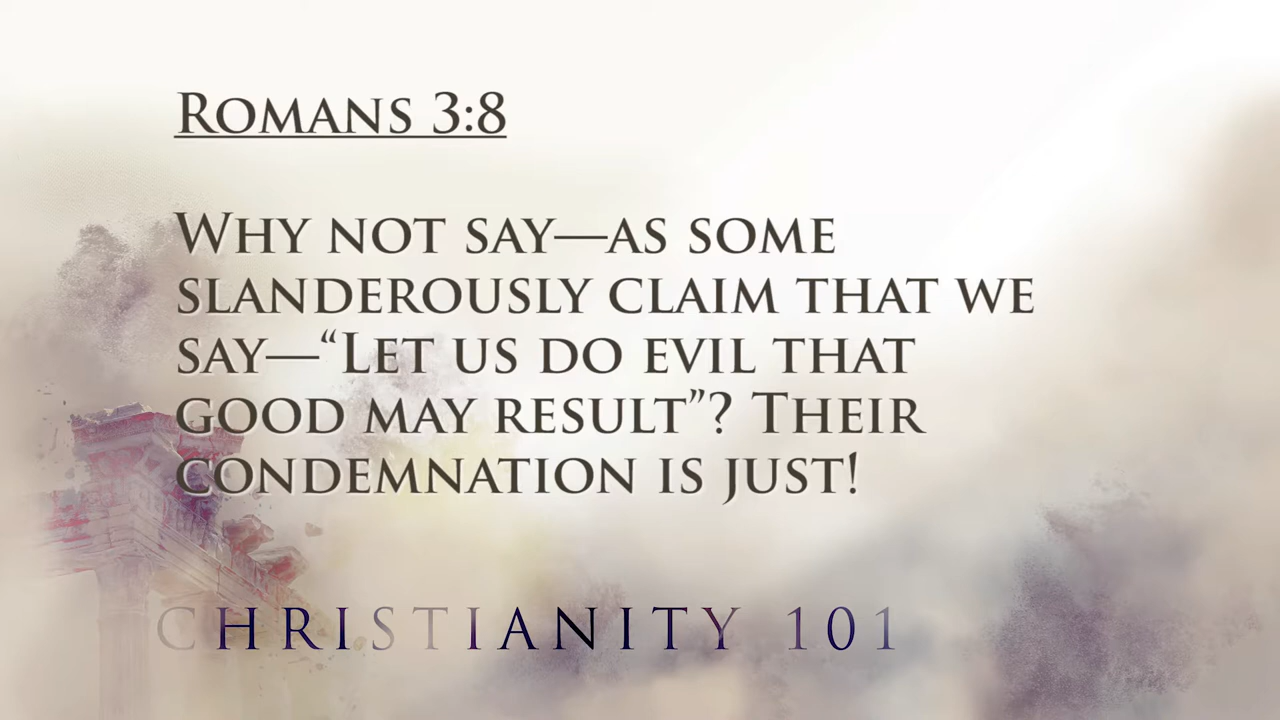 Romans 3:8
Why not say—as some
slanderously claim that we
say—“Let us do evil that
good may result”? Their
condemnation is just!
CHRISTIANITY 101